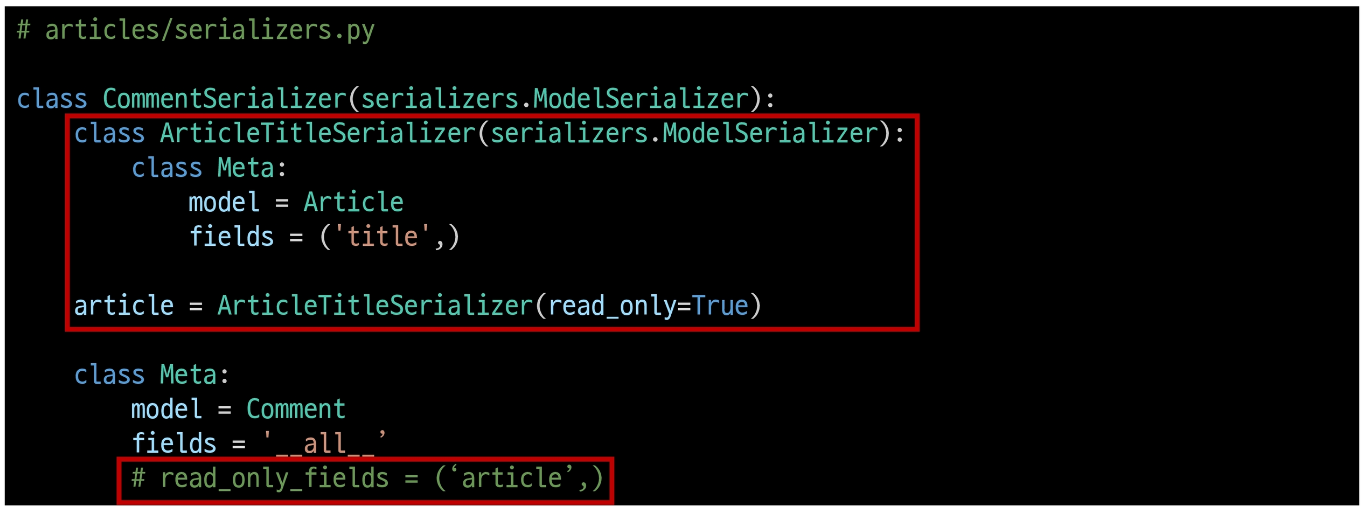 # articles/serializers.py
class CommentSerializer(serializers.ModelSerializer):
class ArticleTitleSerializer(serializers.ModelSerializer):
class Meta:
model = Article
fields = ('title',)
article = ArticleTitleSerializer(read_only=True)
class Meta:
model = Comment
fields = '__all__’
# read_only_fields = (‘article’,)